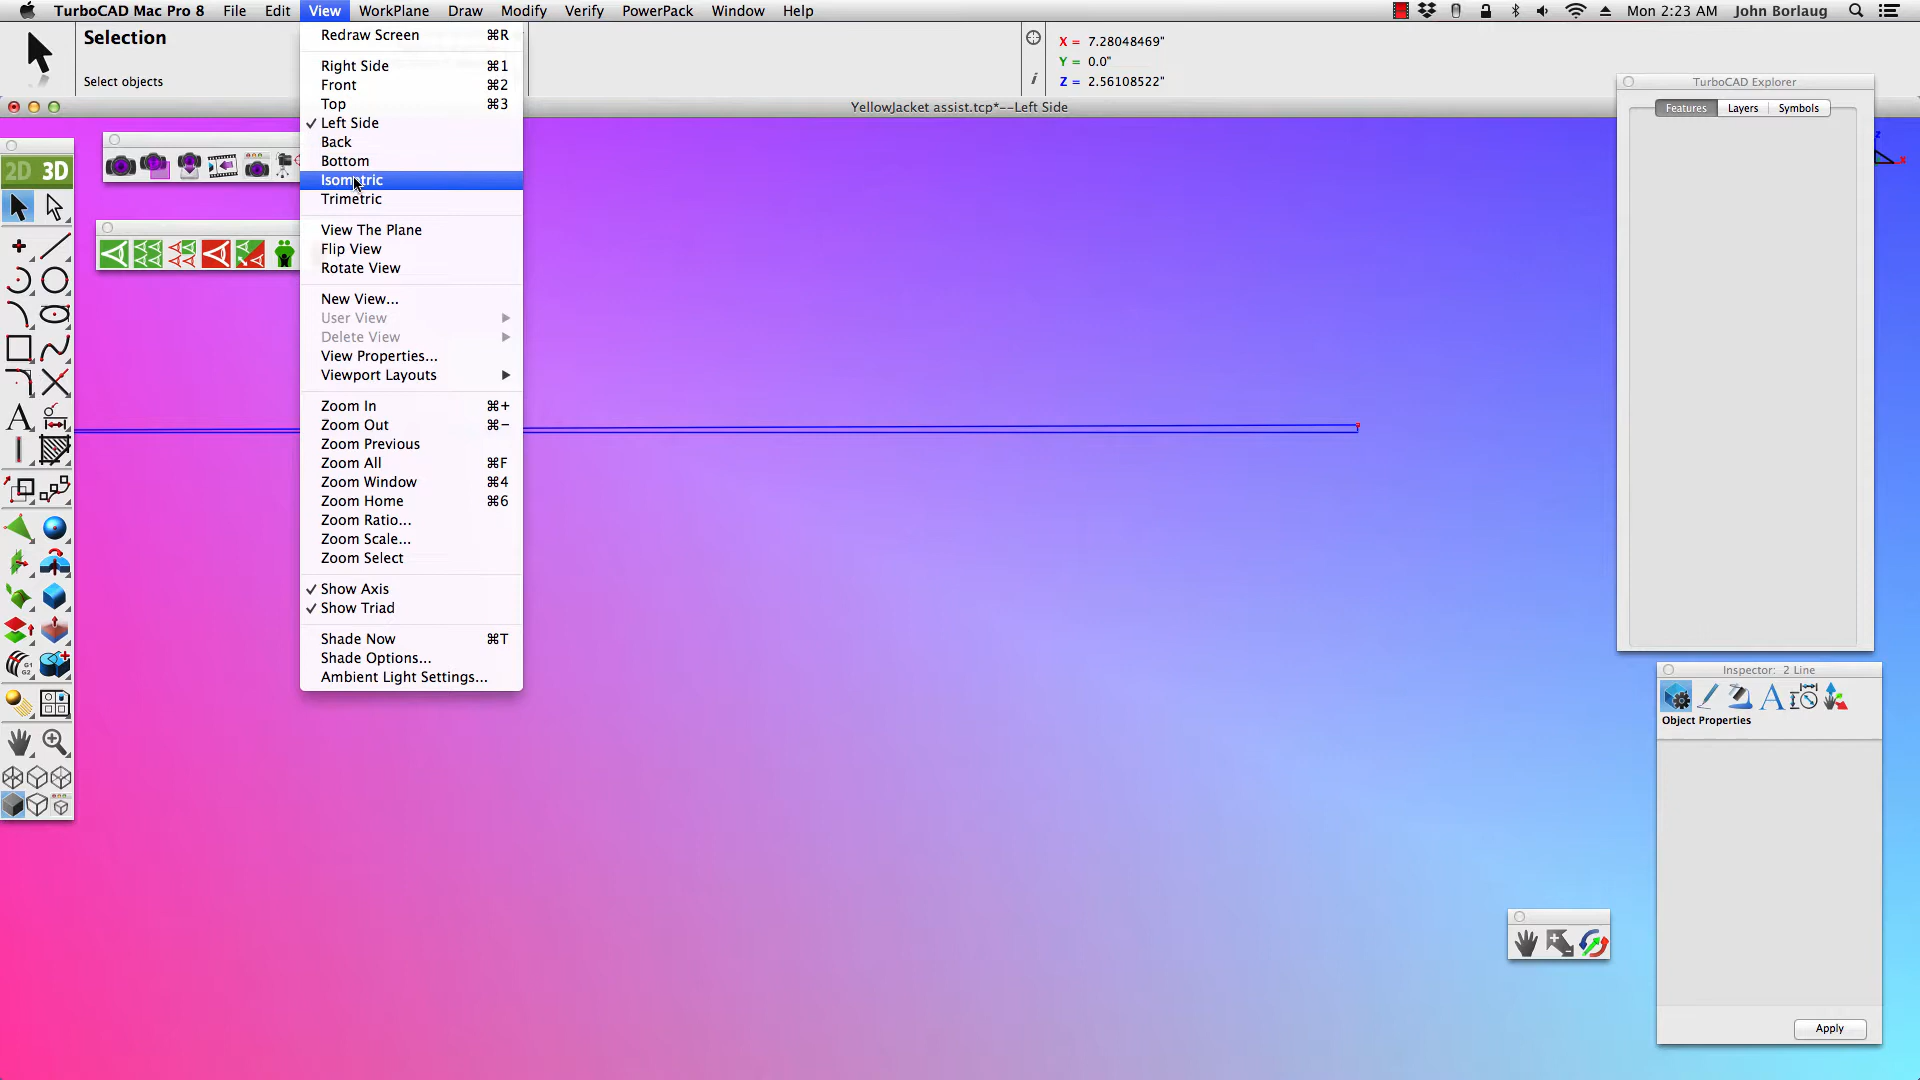 TurboCAD Mac Pro 8 File Edit View WorkPlane Draw Modify Verify PowerPack Window Help Mon 2:23 AM John Borlaug
Selection
Select objects
X = 7.28048469"
Y = 0.0"
Z = 2.56108522"
YellowJacket assist.tcp*--Left Side
Redraw Screen ⌘R
Right Side ⌘1
Front ⌘2
Top ⌘3
✓ Left Side
Back
Bottom
Isometric
Trimetric
View The Plane
Flip View
Rotate View
New View...
User View
Delete View
View Properties...
Viewport Layouts
Zoom In ⌘+
Zoom Out ⌘−
Zoom Previous
Zoom All ⌘F
Zoom Window ⌘4
Zoom Home ⌘6
Zoom Ratio...
Zoom Scale...
Zoom Select
✓ Show Axis
✓ Show Triad
Shade Now ⌘T
Shade Options...
Ambient Light Settings...
2D 3D
A
G1
G2
TurboCAD Explorer
Features Layers Symbols
z
x
Inspector: 2 Line
A
Object Properties
Apply